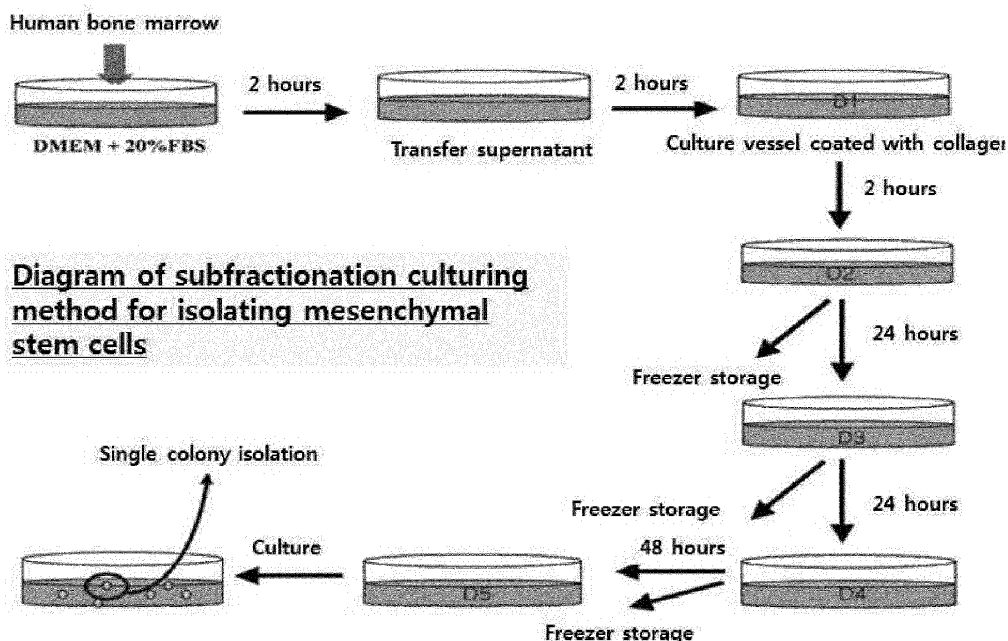 Human bone marrow
2 hours
2 hours
D1
DMEM + 20%FBS
Transfer supernatant
Culture vessel coated with collagen
2 hours
D2
Diagram of subfractionation culturing
method for isolating mesenchymal
stem cells
24 hours
Freezer storage
D3
Single colony isolation
Freezer storage
24 hours
Culture
48 hours
D5
D4
Freezer storage